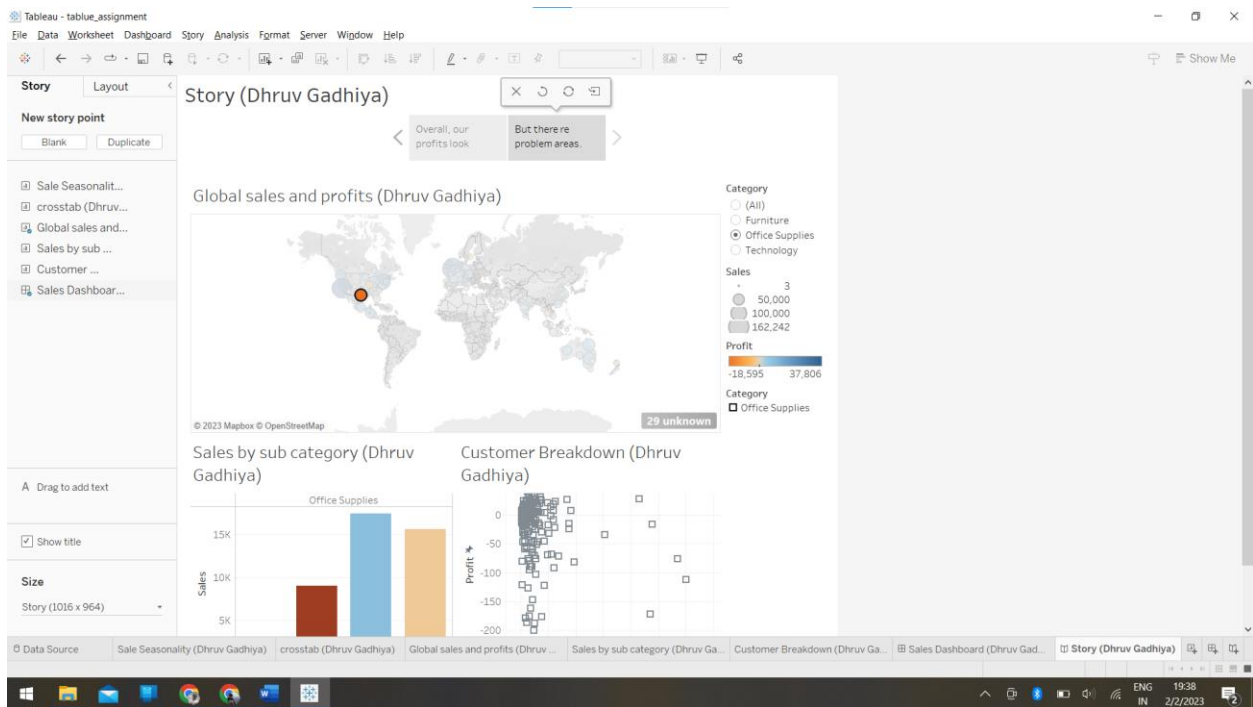 Tableau - tablue_assignment
File Data Worksheet Dashboard Story Analysis Format Server Window Help
Show Me
Story Layout
New story point
Blank Duplicate
Sale Seasonalit...
crosstab (Dhruv...
Global sales and...
Sales by sub ...
Customer ...
Sales Dashboar...
A Drag to add text
Show title
Size
Story (1016 x 964)
Story (Dhruv Gadhiya)
Overall, our
profits look
But there re
problem areas.
Global sales and profits (Dhruv Gadhiya)
© 2023 Mapbox © OpenStreetMap
29 unknown
Category
(All)
Furniture
Office Supplies
Technology
Sales
3
50,000
100,000
162,242
Profit
-18,595 37,806
Category
Office Supplies
Sales by sub category (Dhruv
Gadhiya)
Office Supplies
Sales
15K
10K
5K
Customer Breakdown (Dhruv
Gadhiya)
Profit
0
-50
-100
-150
-200
Data Source Sale Seasonality (Dhruv Gadhiya) crosstab (Dhruv Gadhiya) Global sales and profits (Dhruv ... Sales by sub category (Dhruv Ga... Customer Breakdown (Dhruv Ga... Sales Dashboard (Dhruv Gad... Story (Dhruv Gadhiya)
ENG 19:38
IN 2/2/2023
2